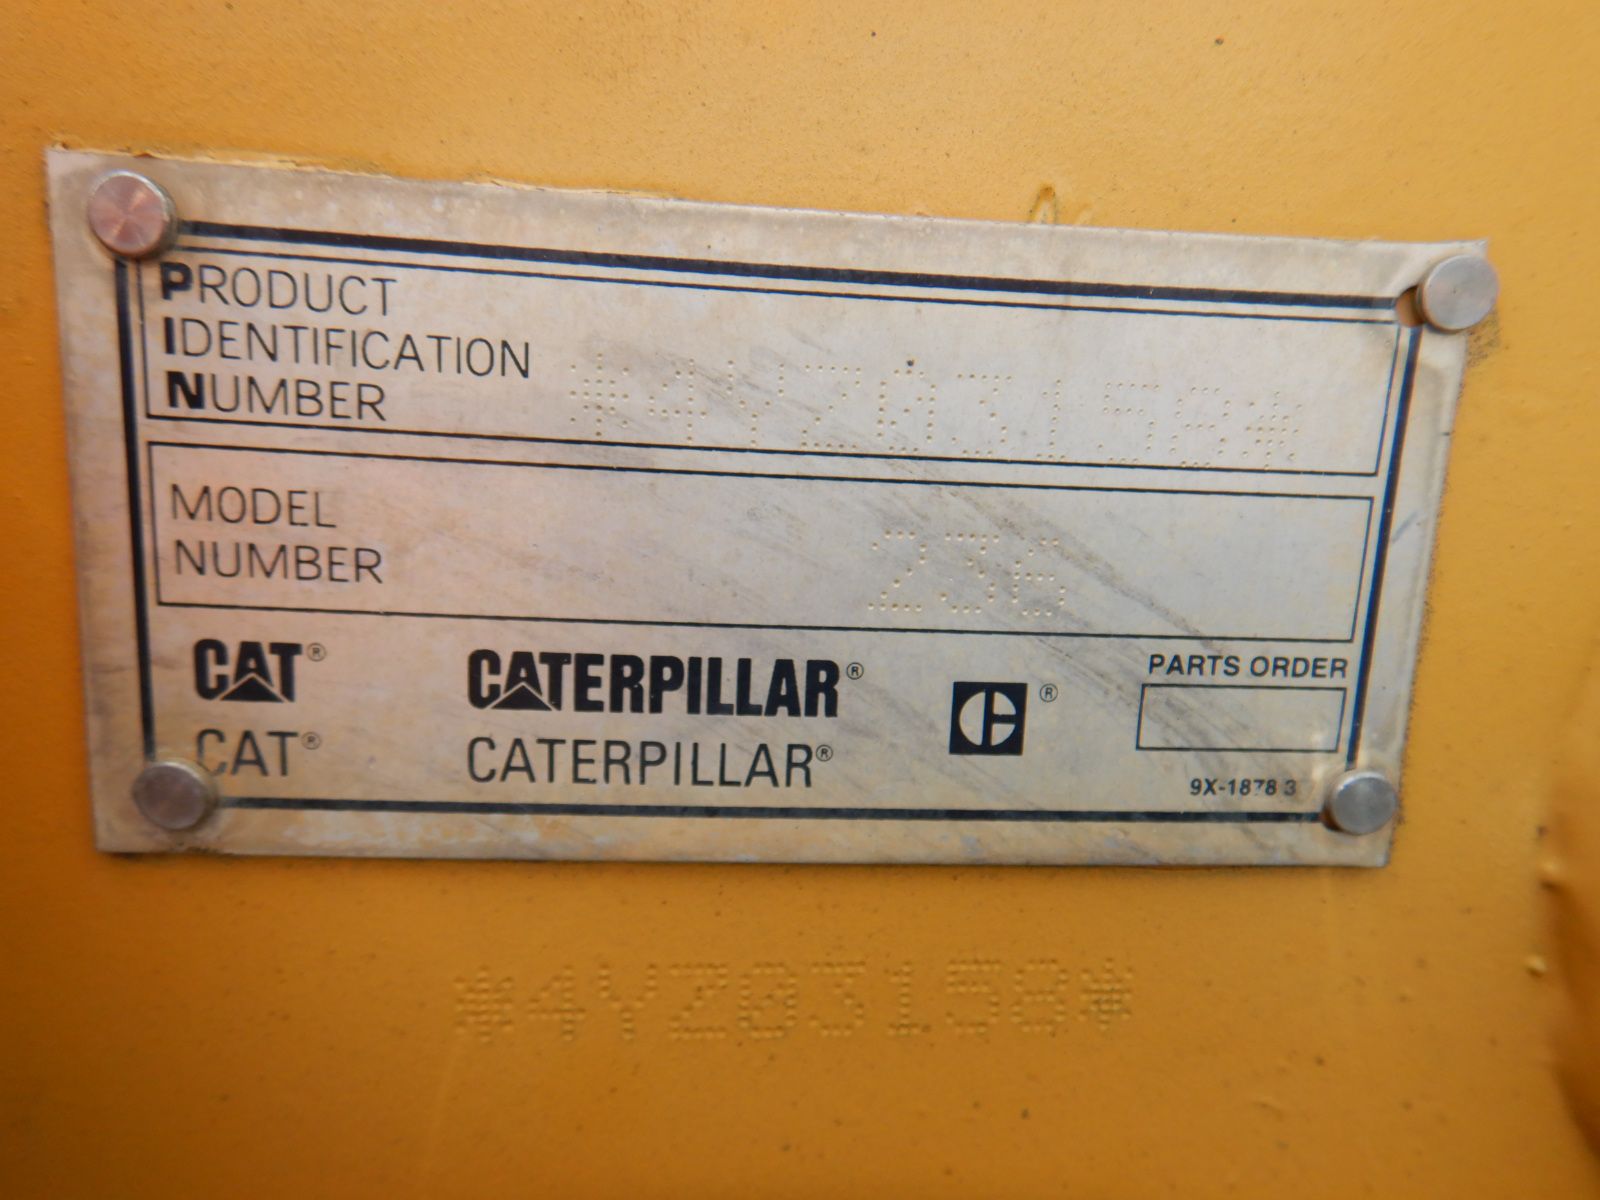 PRODUCT
IDENTIFICATION
NUMBER
*4YZ03158*
MODEL
NUMBER
236
CAT® CATERPILLAR® C® PARTS ORDER
CAT® CATERPILLAR®
9X-1878 3
*4YZ03158*